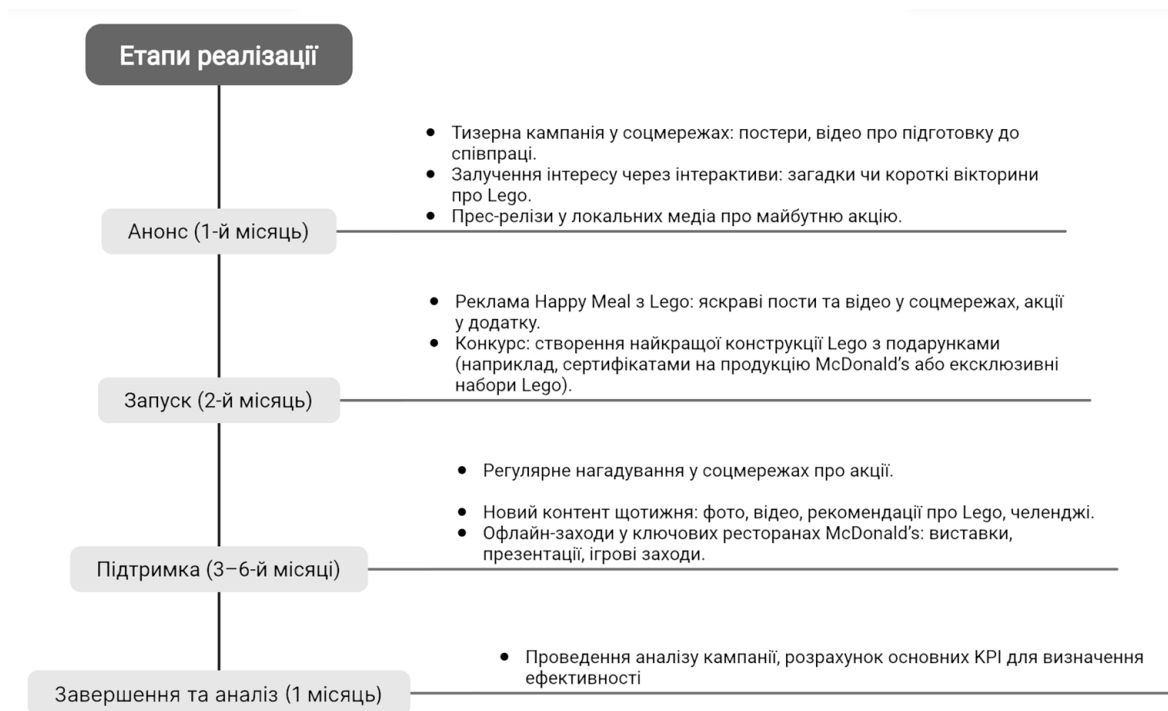 Етапи реалізації
● Тизерна кампанія у соцмережах: постери, відео про підготовку до
співпраці.
● Залучення інтересу через інтерактиви: загадки чи короткі вікторини
про Lego.
● Прес-релізи у локальних медіа про майбутню акцію.
Анонс (1-й місяць)
● Реклама Happy Meal з Lego: яскраві пости та відео у соцмережах, акції
у додатку.
● Конкурс: створення найкращої конструкції Lego з подарунками
(наприклад, сертифікатами на продукцію McDonald’s або ексклюзивні
набори Lego).
Запуск (2-й місяць)
● Регулярне нагадування у соцмережах про акції.
● Новий контент щотижня: фото, відео, рекомендації про Lego, челенджі.
● Офлайн-заходи у ключових ресторанах McDonald’s: виставки,
презентації, ігрові заходи.
Підтримка (3–6-й місяці)
● Проведення аналізу кампанії, розрахунок основних KPI для визначення
ефективності
Завершення та аналіз (1 місяць)